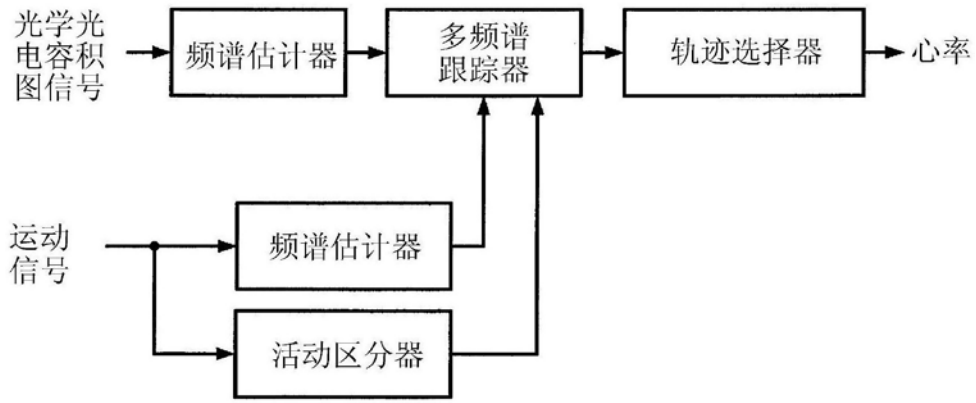 光学光
电容积
图信号
频谱估计器
多频谱
跟踪器
轨迹选择器
心率
运动
信号
频谱估计器
活动区分器